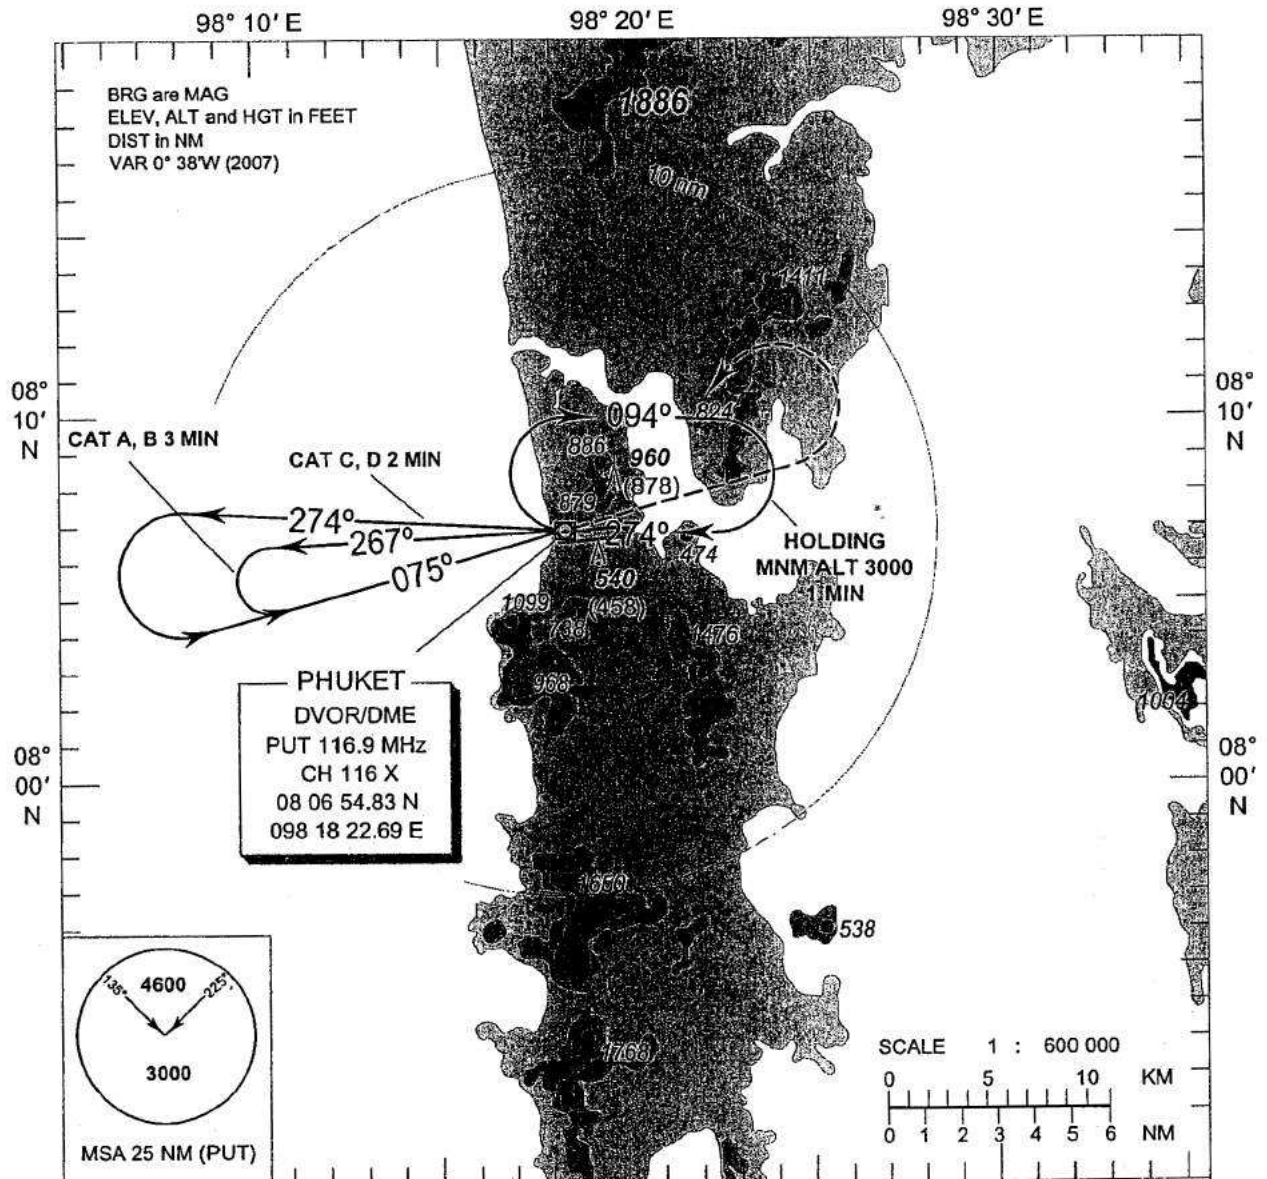 98° 10′ E
98° 20′ E
98° 30′ E
BRG are MAG
ELEV, ALT and HGT in FEET
DIST in NM
VAR 0° 38'W (2007)
1886
10 nm
1411
08°
10′
N
08°
10′
N
CAT A, B 3 MIN
CAT C, D 2 MIN
094°
824
886
960
(878)
879
274°
267°
075°
274°
474
HOLDING
MNM ALT 3000
1 MIN
540
(458)
1099
738
1476
968
1004
PHUKET
DVOR/DME
PUT 116.9 MHz
CH 116 X
08 06 54.83 N
098 18 22.69 E
08°
00′
N
08°
00′
N
1650
538
1768
135°
4600
225°
3000
MSA 25 NM (PUT)
SCALE 1 : 600 000
0 5 10 KM
0 1 2 3 4 5 6 NM